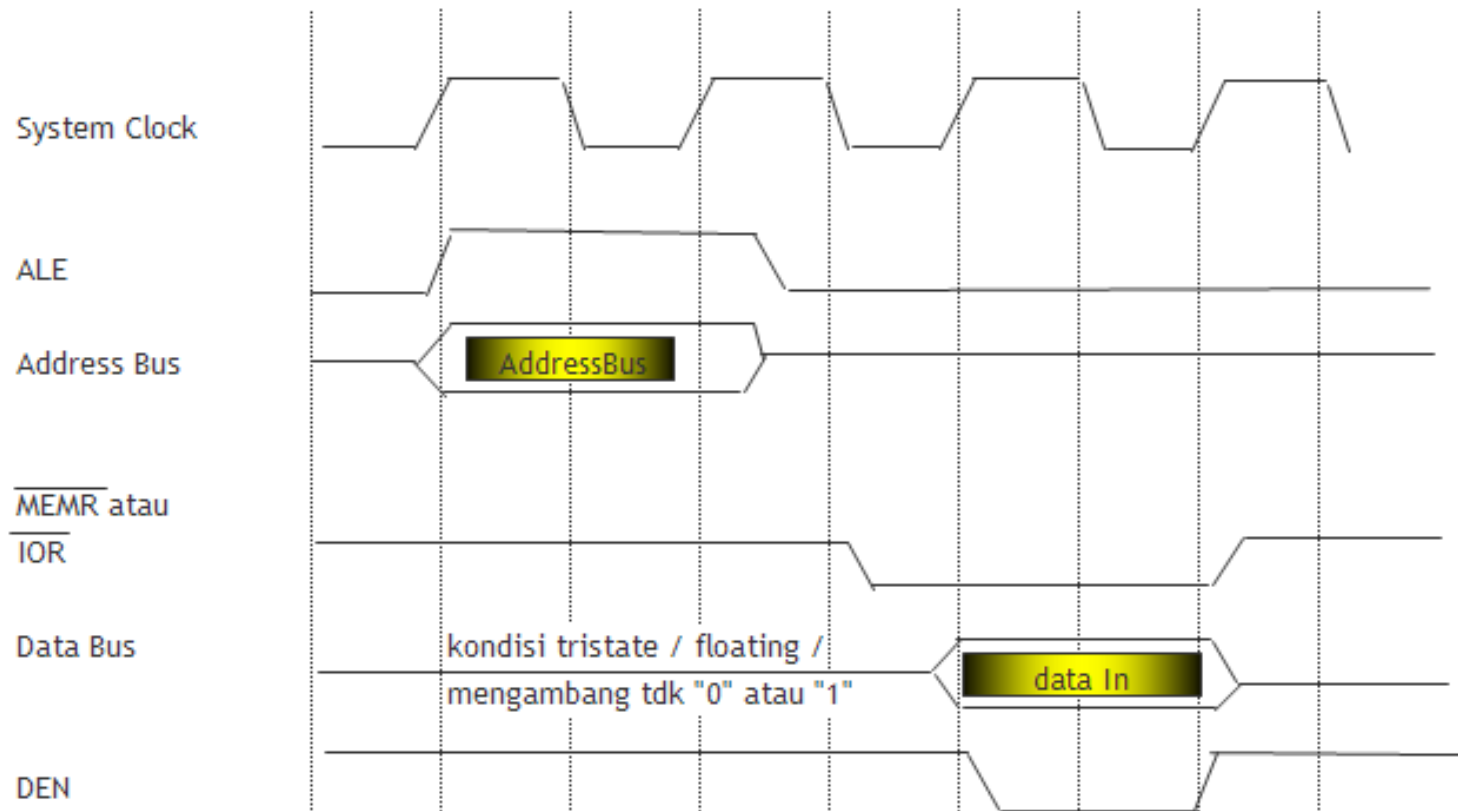 System Clock
ALE
Address Bus
AddressBus
MEMR atau
IOR
Data Bus
kondisi tristate / floating /
mengambang tdk "0" atau "1"
data In
DEN